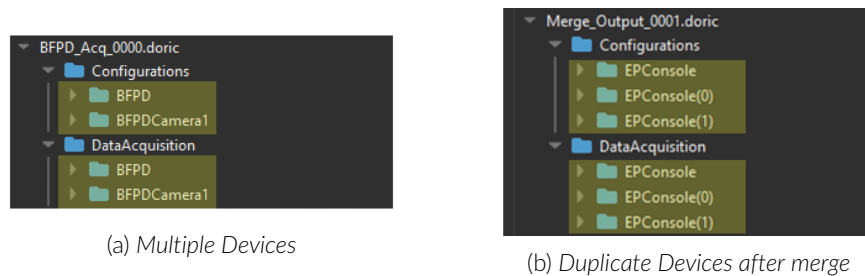 BFPD_Acq_0000.doric
Configurations
BFPD
BFPDCamera1
DataAcquisition
BFPD
BFPDCamera1
(a) Multiple Devices
Merge_Output_0001.doric
Configurations
EPConsole
EPConsole(0)
EPConsole(1)
DataAcquisition
EPConsole
EPConsole(0)
EPConsole(1)
(b) Duplicate Devices after merge